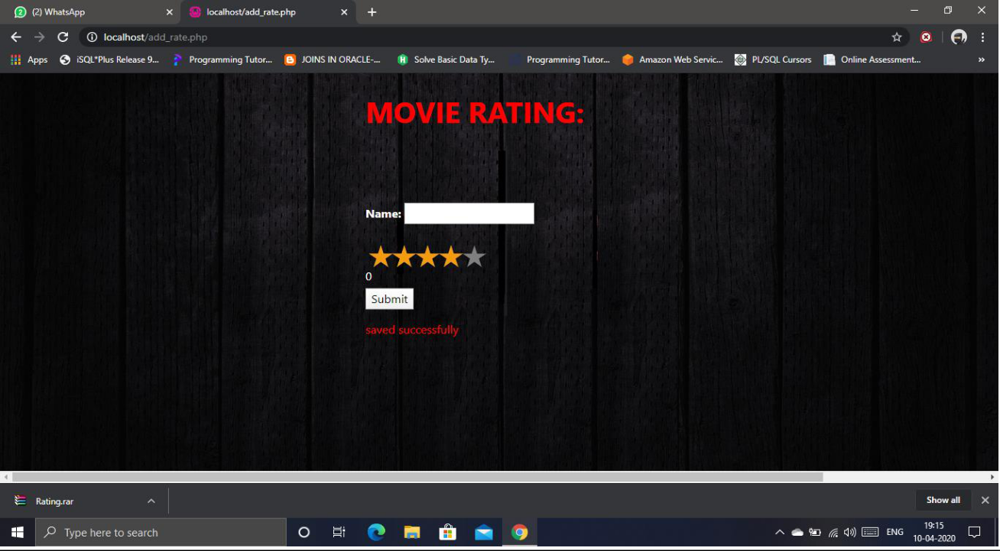 (2) WhatsApp
localhost/add_rate.php
localhost/add_rate.php
Apps
iSQL*Plus Release 9...
Programming Tutor...
JOINS IN ORACLE-...
Solve Basic Data Ty...
Programming Tutor...
Amazon Web Servic...
PL/SQL Cursors
Online Assessment...
»
MOVIE RATING:
Name:
0
Submit
saved successfully
Rating.rar
Show all
Type here to search
ENG
19:15
10-04-2020